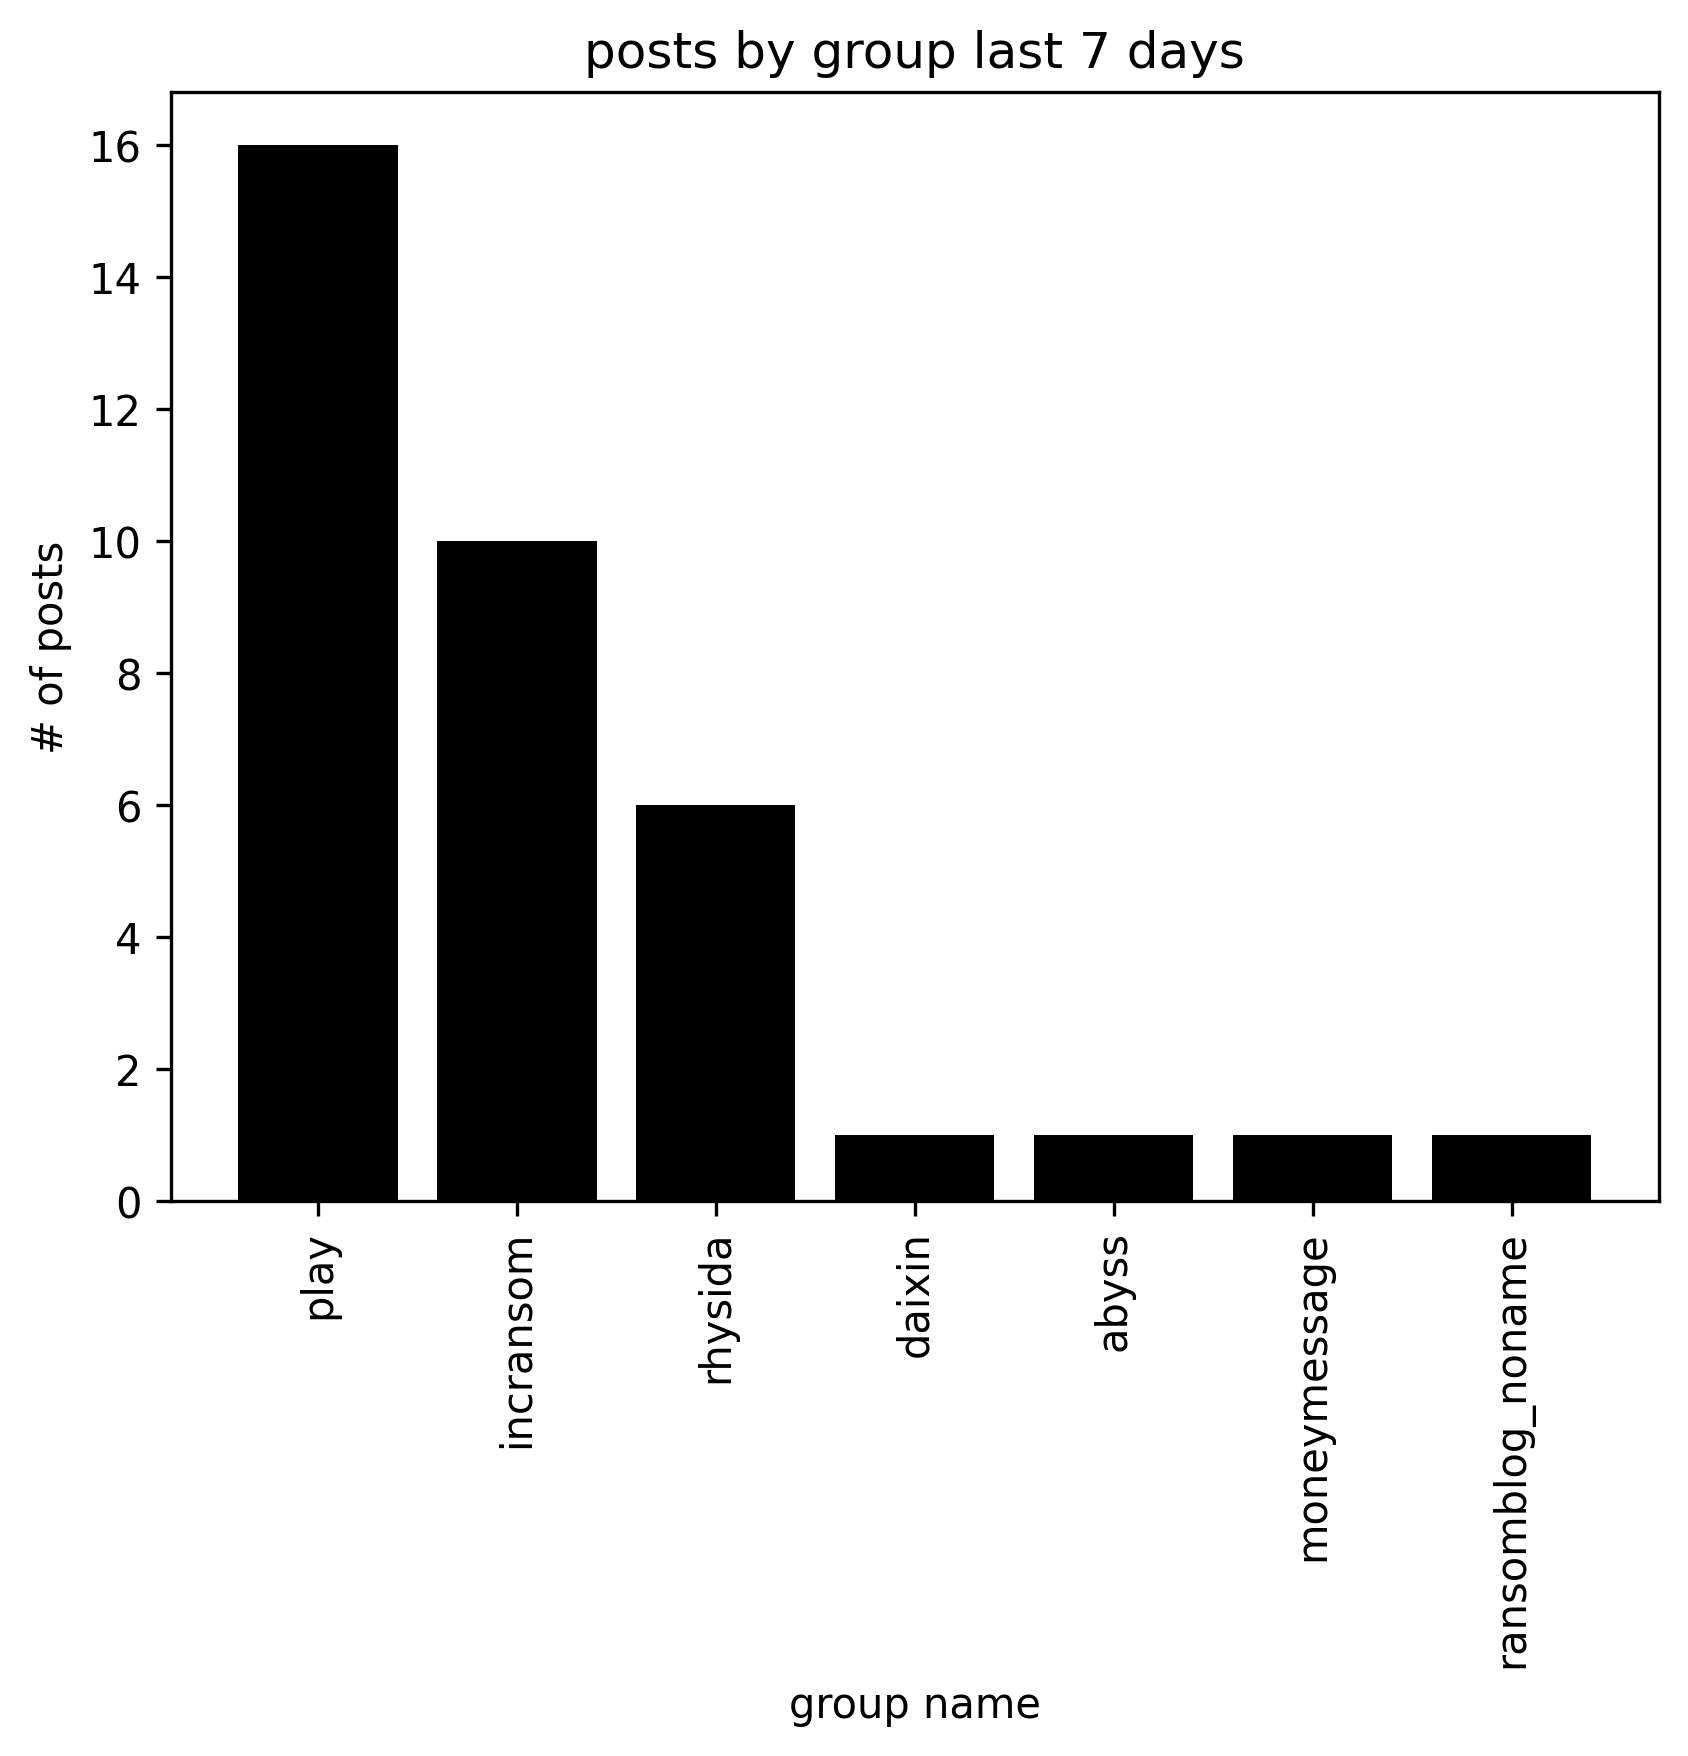 posts by group last 7 days
# of posts
16
14
12
10
8
6
4
2
0
play
incransom
rhysida
daixin
abyss
moneymessage
ransomblog_noname
group name